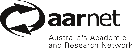 aarnet
Australia's Academic
and Research Network